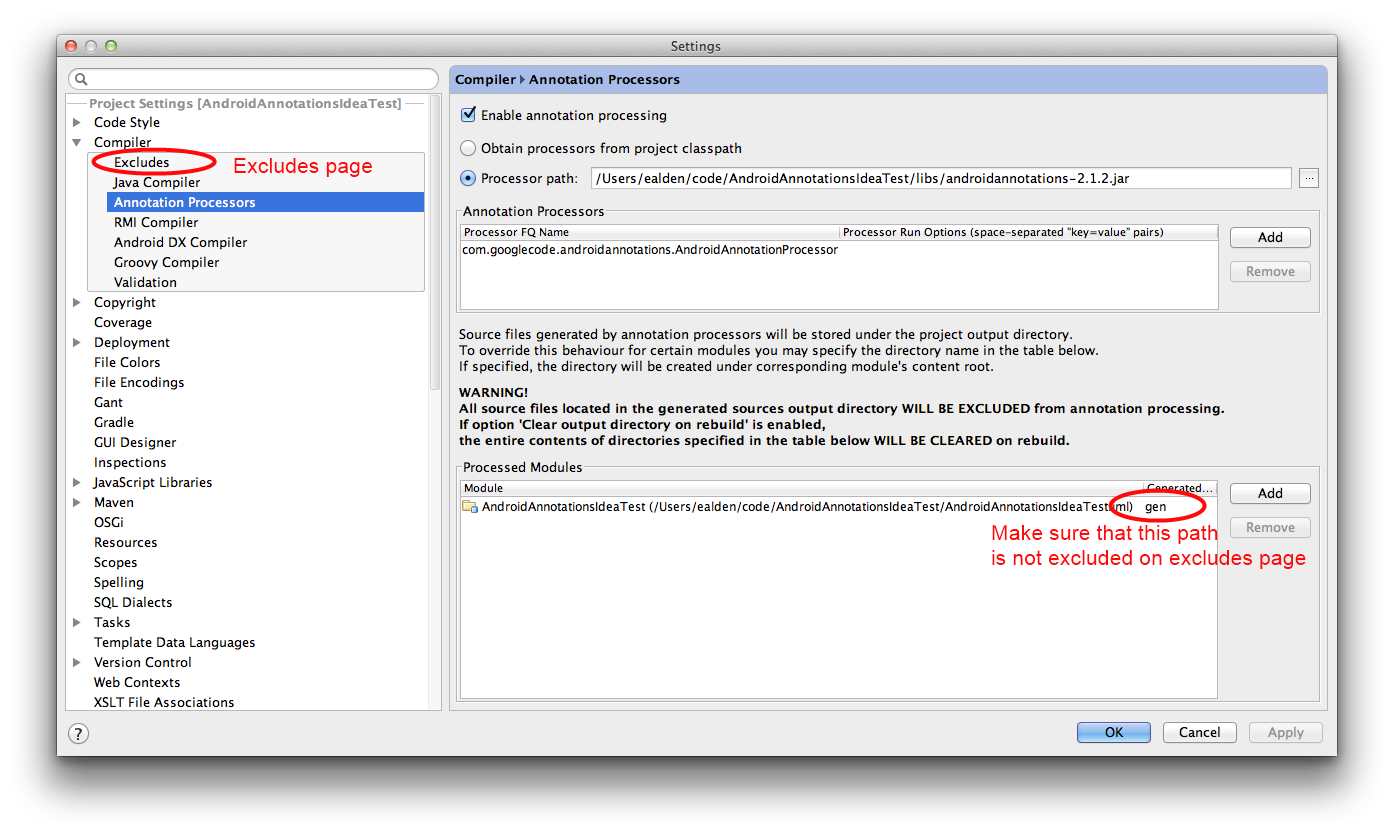 Settings
Project Settings [AndroidAnnotationsIdeaTest]
Code Style
Compiler
Excludes
Excludes page
Java Compiler
Annotation Processors
RMI Compiler
Android DX Compiler
Groovy Compiler
Validation
Copyright
Coverage
Deployment
File Colors
File Encodings
Gant
Gradle
GUI Designer
Inspections
JavaScript Libraries
Maven
OSGi
Resources
Scopes
Spelling
SQL Dialects
Tasks
Template Data Languages
Version Control
Web Contexts
XSLT File Associations
Compiler Annotation Processors
Enable annotation processing
Obtain processors from project classpath
Processor path: /Users/ealden/code/AndroidAnnotationsIdeaTest/libs/androidannotations-2.1.2.jar ...
Annotation Processors
Processor FQ Name Processor Run Options (space-separated "key=value" pairs)
com.googlecode.androidannotations.AndroidAnnotationProcessor
Add
Remove
Source files generated by annotation processors will be stored under the project output directory.
To override this behaviour for certain modules you may specify the directory name in the table below.
If specified, the directory will be created under corresponding module's content root.
WARNING!
All source files located in the generated sources output directory WILL BE EXCLUDED from annotation processing.
If option 'Clear output directory on rebuild' is enabled,
the entire contents of directories specified in the table below WILL BE CLEARED on rebuild.
Processed Modules
Module Generated...
AndroidAnnotationsIdeaTest (/Users/ealden/code/AndroidAnnotationsIdeaTest/AndroidAnnotationsIdeaTest.iml) gen
Add
Remove
Make sure that this path
is not excluded on excludes page
?
OK
Cancel
Apply